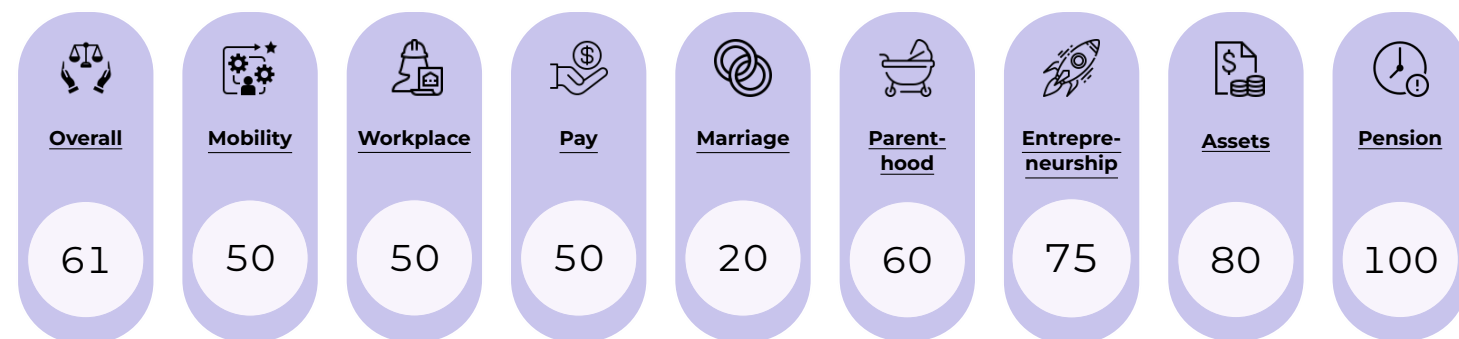 Overall
Mobility
Workplace
Pay
Marriage
Parent-
hood
Entrepre-
neurship
Assets
Pension
61
50
50
50
20
60
75
80
100